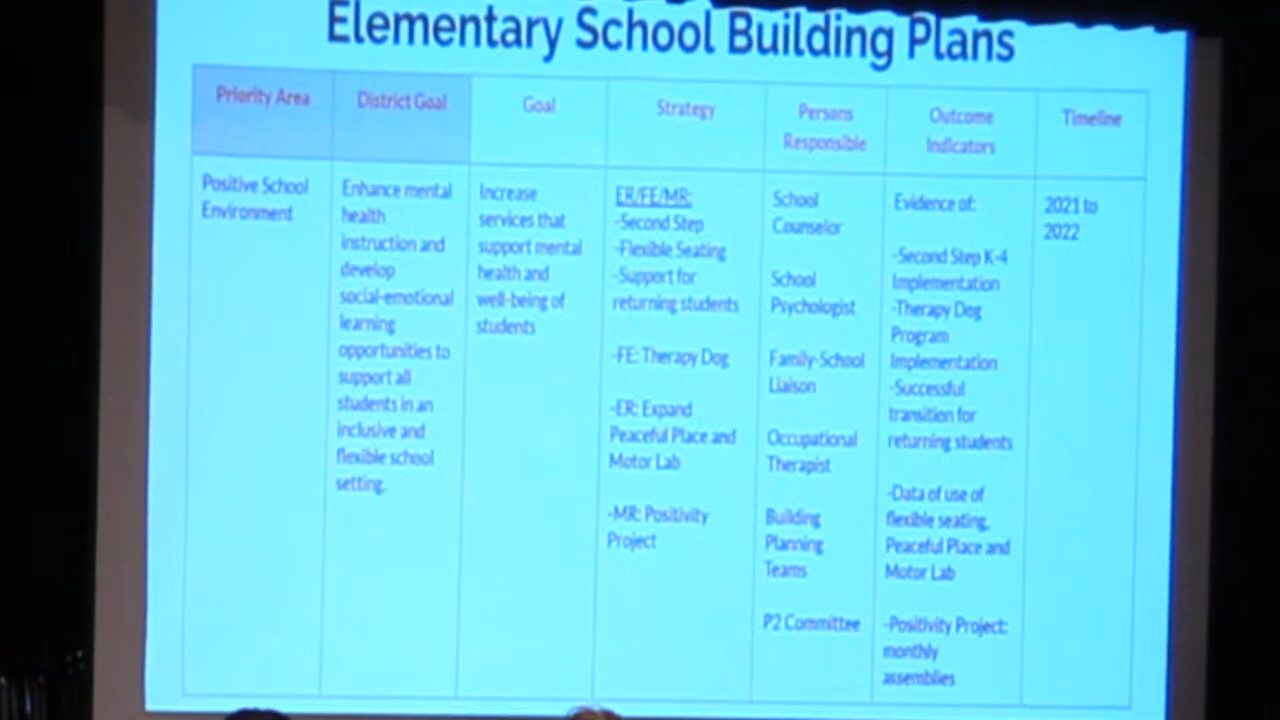 Elementary School Building Plans
Priority Area
District Goal
Goal
Strategy
Persons
Responsible
Outcome
Indicators
Timeline
Positive School
Environment
Enhance mental
health
instruction and
develop
social-emotional
learning
opportunities to
support all
students in an
inclusive and
flexible school
setting.
Increase
services that
support mental
health and
well-being of
students
ER/FE/MR:
-Second Step
-Flexible Seating
-Support for
returning students
-FE: Therapy Dog
-ER: Expand
Peaceful Place and
Motor Lab
-MR: Positivity
Project
School
Counselor
School
Psychologist
Family-School
Liaison
Occupational
Therapist
Building
Planning
Teams
P2 Committee
Evidence of:
-Second Step K-4
Implementation
-Therapy Dog
Program
Implementation
-Successful
transition for
returning students
-Data of use of
flexible seating,
Peaceful Place and
Motor Lab
-Positivity Project:
monthly
assemblies
2021 to
2022